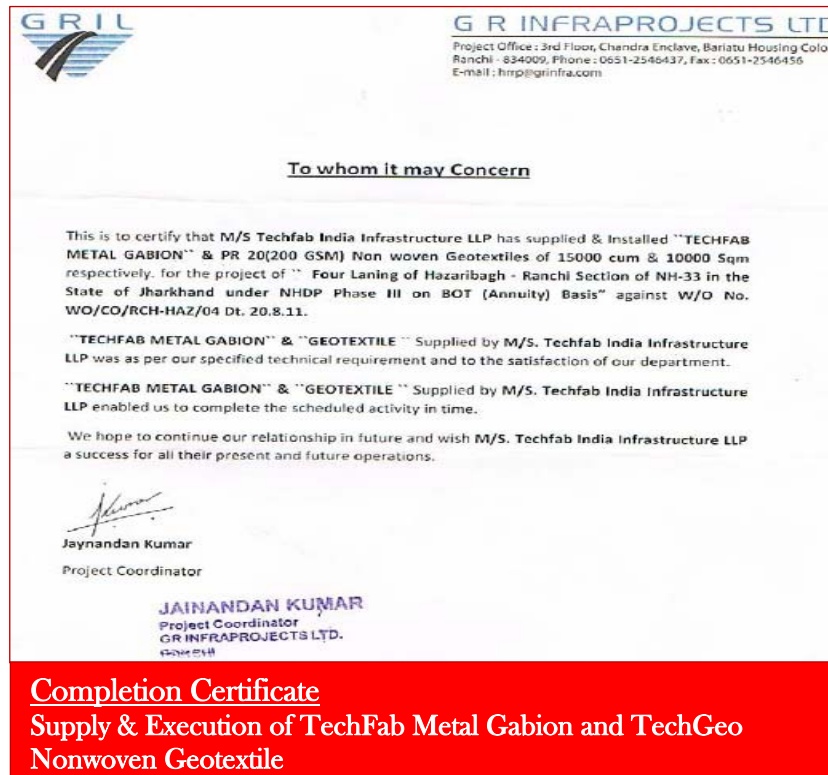 GRIL
G R INFRAPROJECTS LTD
Project Office : 3rd Floor, Chandra Enclave, Bariatu Housing Colo
Ranchi - 834009, Phone : 0651-2546437, Fax : 0651-2546456
E-mail : hrrp@grinfra.com
To whom it may Concern
This is to certify that M/S Techfab India Infrastructure LLP has supplied & Installed ``TECHFAB
METAL GABION`` & PR 20(200 GSM) Non woven Geotextiles of 15000 cum & 10000 Sqm
respectively. for the project of `` Four Laning of Hazaribagh - Ranchi Section of NH-33 in the
State of Jharkhand under NHDP Phase III on BOT (Annuity) Basis" against W/O No.
WO/CO/RCH-HAZ/04 Dt. 20.8.11.
``TECHFAB METAL GABION`` & ``GEOTEXTILE `` Supplied by M/S. Techfab India Infrastructure
LLP was as per our specified technical requirement and to the satisfaction of our department.
``TECHFAB METAL GABION`` & ``GEOTEXTILE `` Supplied by M/S. Techfab India Infrastructure
LLP enabled us to complete the scheduled activity in time.
We hope to continue our relationship in future and wish M/S. Techfab India Infrastructure LLP
a success for all their present and future operations.
Jaynandan Kumar
Project Coordinator
JAINANDAN KUMAR
Project Coordinator
GR INFRAPROJECTS LTD.
Completion Certificate
Supply & Execution of TechFab Metal Gabion and TechGeo
Nonwoven Geotextile